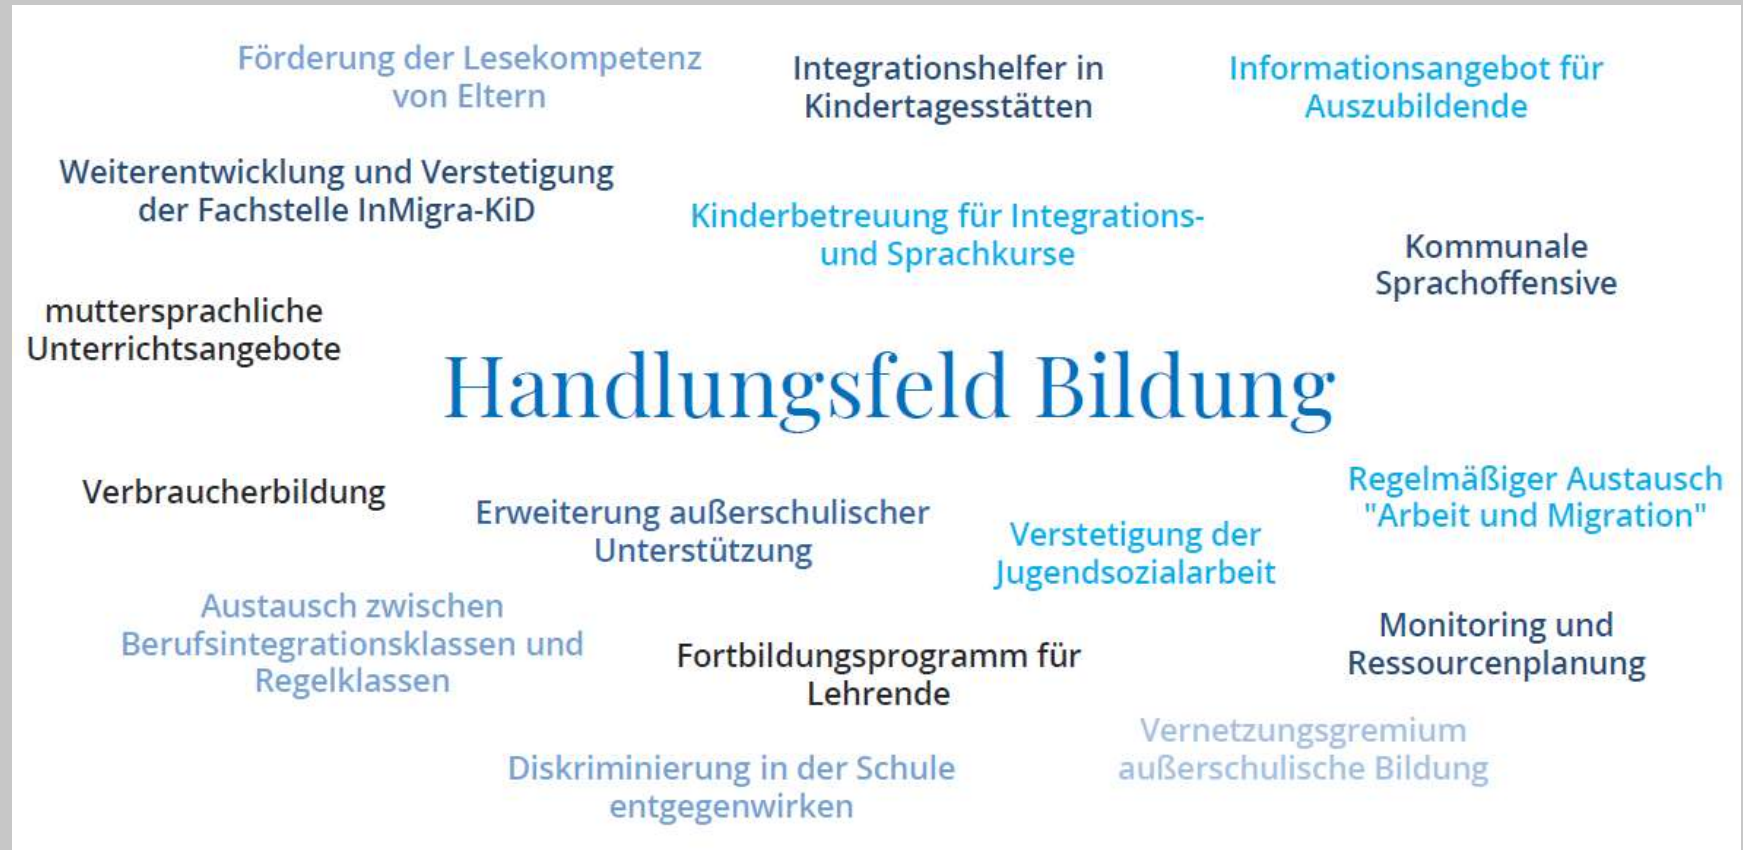 Förderung der Lesekompetenz
von Eltern
Integrationshelfer in
Kindertagesstätten
Informationsangebot für
Auszubildende
Weiterentwicklung und Verstetigung
der Fachstelle InMigra-KiD
Kinderbetreuung für Integrations-
und Sprachkurse
Kommunale
Sprachoffensive
muttersprachliche
Unterrichtsangebote
Handlungsfeld Bildung
Verbraucherbildung
Erweiterung außerschulischer
Unterstützung
Verstetigung der
Jugendsozialarbeit
Regelmäßiger Austausch
"Arbeit und Migration"
Austausch zwischen
Berufsintegrationsklassen und
Regelklassen
Fortbildungsprogramm für
Lehrende
Monitoring und
Ressourcenplanung
Diskriminierung in der Schule
entgegenwirken
Vernetzungsgremium
außerschulische Bildung